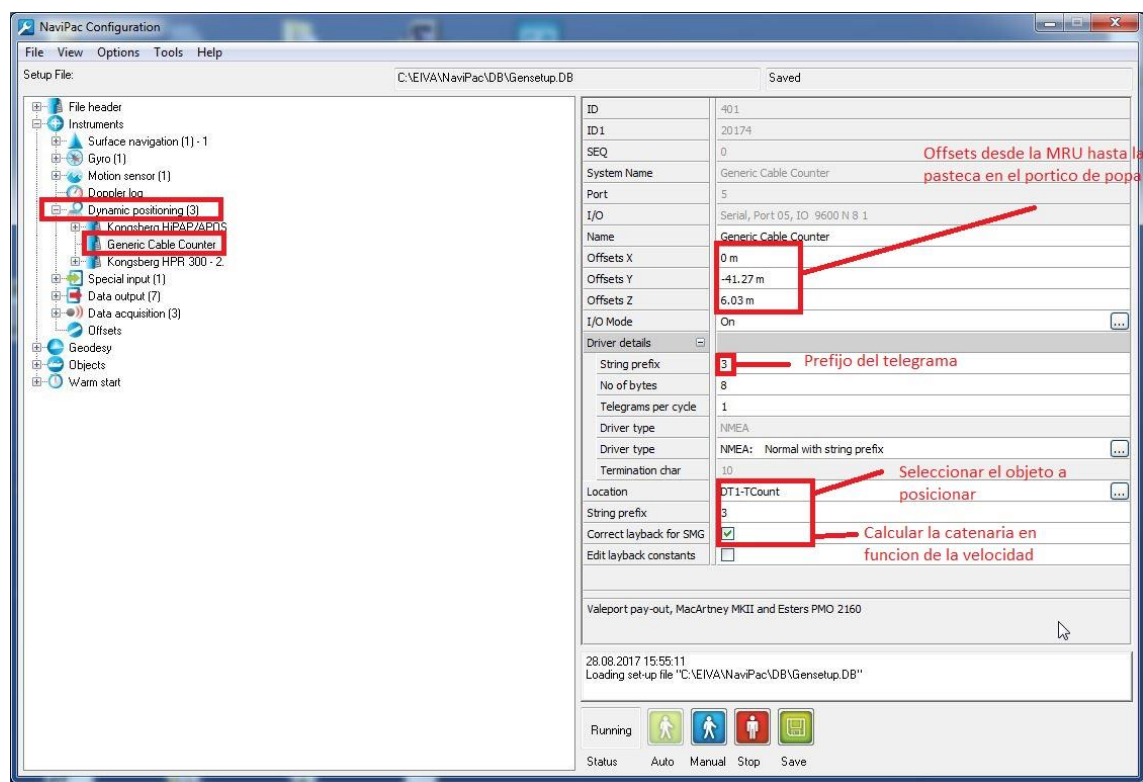 NaviPac Configuration
File View Options Tools Help
Setup File: C:\EIVA\NaviPac\DB\Gensetup.DB Saved
File header
Instruments
Surface navigation (1) - 1
Gyro (1)
Motion sensor (1)
Doppler log
Dynamic positioning (3)
Kongsberg HiPAP/APOS
Generic Cable Counter
Kongsberg HPR 300 - 2.
Special input (1)
Data output (7)
Data acquisition (3)
Offsets
Geodesy
Objects
Warm start
ID 401
ID1 20174
SEQ 0
System Name Generic Cable Counter
Port 5
I/O Serial, Port 05, IO 9600 N 8 1
Name Generic Cable Counter
Offsets X 0 m
Offsets Y -41.27 m
Offsets Z 6.03 m
I/O Mode On ...
Driver details
String prefix 3
No of bytes 8
Telegrams per cycle 1
Driver type NMEA
Driver type NMEA: Normal with string prefix ...
Termination char 10
Location DT1-TCount ...
String prefix 3
Correct layback for SMG
Edit layback constants
Offsets desde la MRU hasta la
pasteca en el portico de popa
Prefijo del telegrama
Seleccionar el objeto a
posicionar
Calcular la catenaria en
funcion de la velocidad
Valeport pay-out, MacArtney MKII and Esters PMO 2160
28.08.2017 15:55:11
Loading set-up file "C:\EIVA\NaviPac\DB\Gensetup.DB"
Running
Status Auto Manual Stop Save